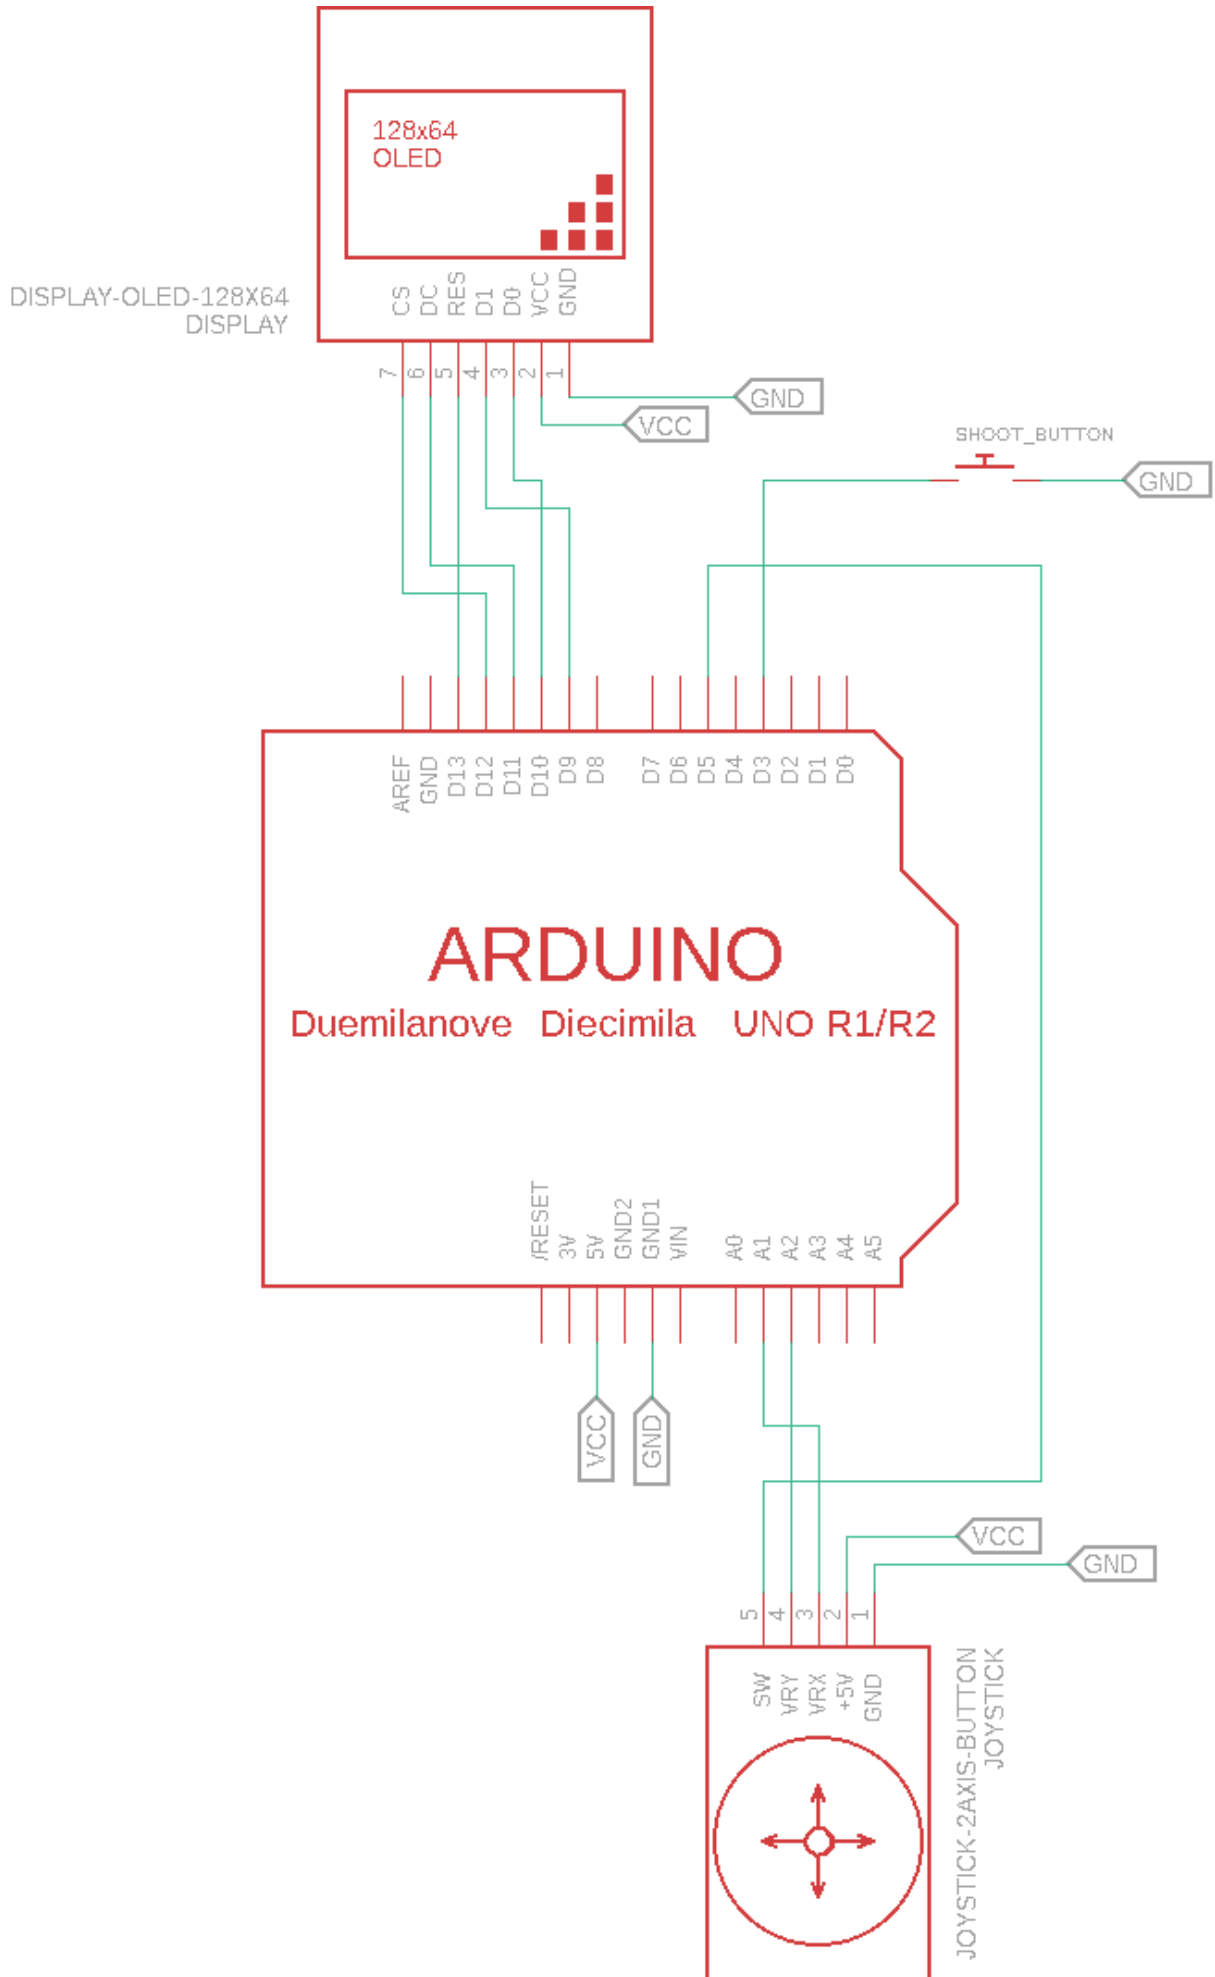 128x64
OLED
CS
DC
RES
D1
D0
VCC
GND
DISPLAY-OLED-128X64
DISPLAY
7
6
5
4
3
2
1
GND
VCC
SHOOT_BUTTON
GND
AREF
GND
D13
D12
D11
D10
D9
D8
D7
D6
D5
D4
D3
D2
D1
D0
ARDUINO
Duemilanove Diecimila UNO R1/R2
/RESET
3V
5V
GND2
GND1
VIN
A0
A1
A2
A3
A4
A5
VCC
GND
VCC
GND
5
4
3
2
1
SW
VRY
VRX
+5V
GND
JOYSTICK-2AXIS-BUTTON
JOYSTICK